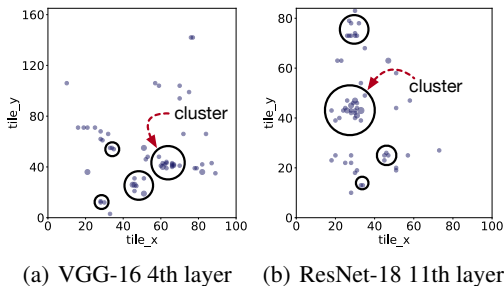 160
120
80
40
0
tile_y
cluster
0 20 40 60 80 100
tile_x
80
60
40
20
0
tile_y
cluster
0 20 40 60 80 100
tile_x
(a) VGG-16 4th layer (b) ResNet-18 11th layer